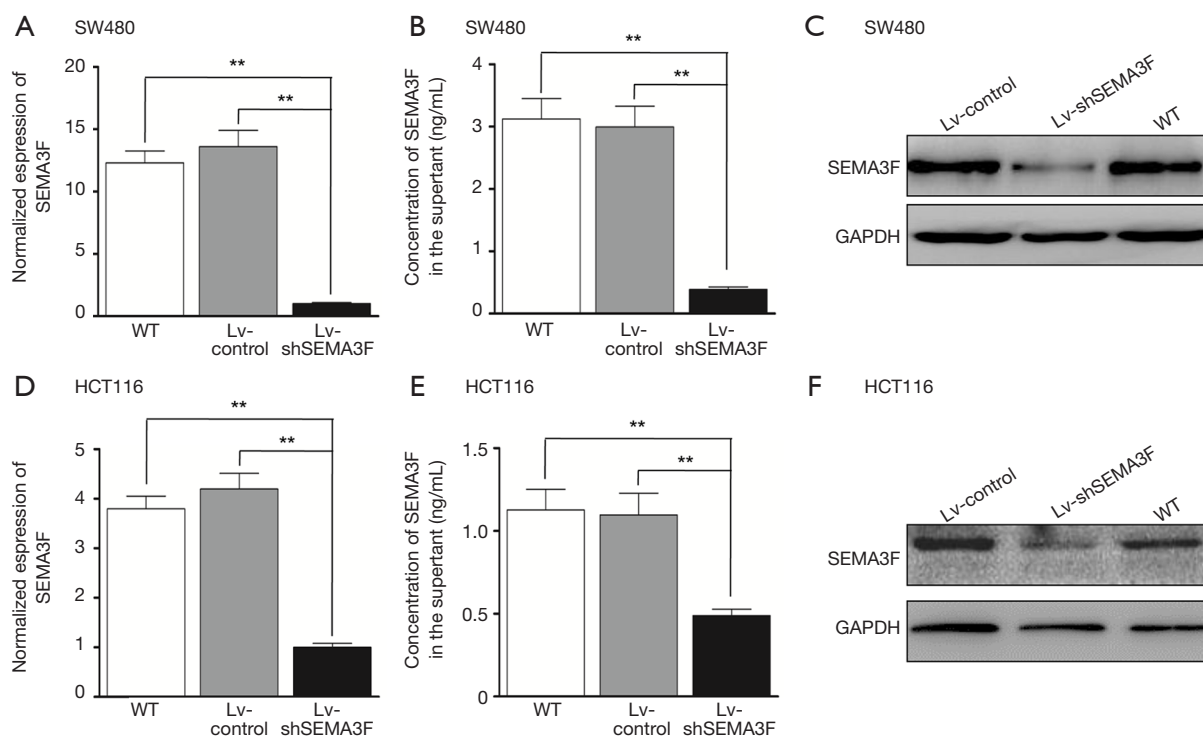 A SW480
Normalized espression of
SEMA3F
20
15
10
5
0
**
**
WT
Lv-
control
Lv-
shSEMA3F
B SW480
Concentration of SEMA3F
in the supertant (ng/mL)
4
3
2
1
0
**
**
WT
Lv-
control
Lv-
shSEMA3F
C SW480
Lv-control
Lv-shSEMA3F
WT
SEMA3F
GAPDH
D HCT116
Normalized espression of
SEMA3F
5
4
3
2
1
0
**
**
WT
Lv-
control
Lv-
shSEMA3F
E HCT116
Concentration of SEMA3F
in the supertant (ng/mL)
1.5
1.0
0.5
0
**
**
WT
Lv-
control
Lv-
shSEMA3F
F HCT116
Lv-control
Lv-shSEMA3F
WT
SEMA3F
GAPDH